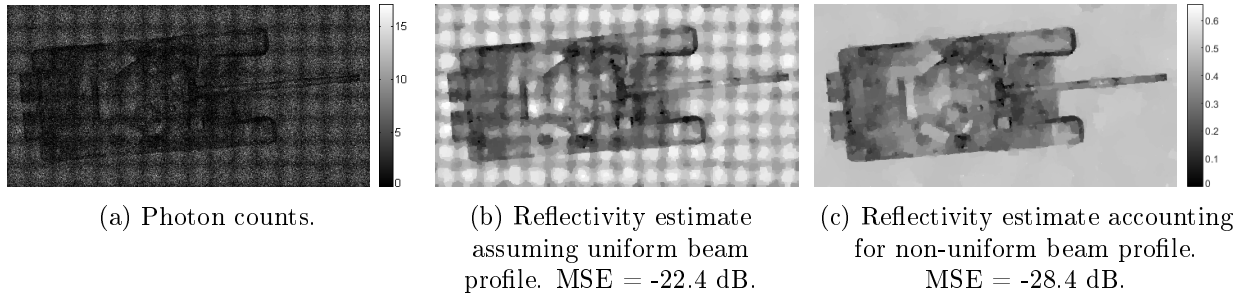 15
10
5
0
0.6
0.5
0.4
0.3
0.2
0.1
0
(a) Photon counts.
(b) Reflectivity estimate
assuming uniform beam
profile. MSE = -22.4 dB.
(c) Reflectivity estimate accounting
for non-uniform beam profile.
MSE = -28.4 dB.